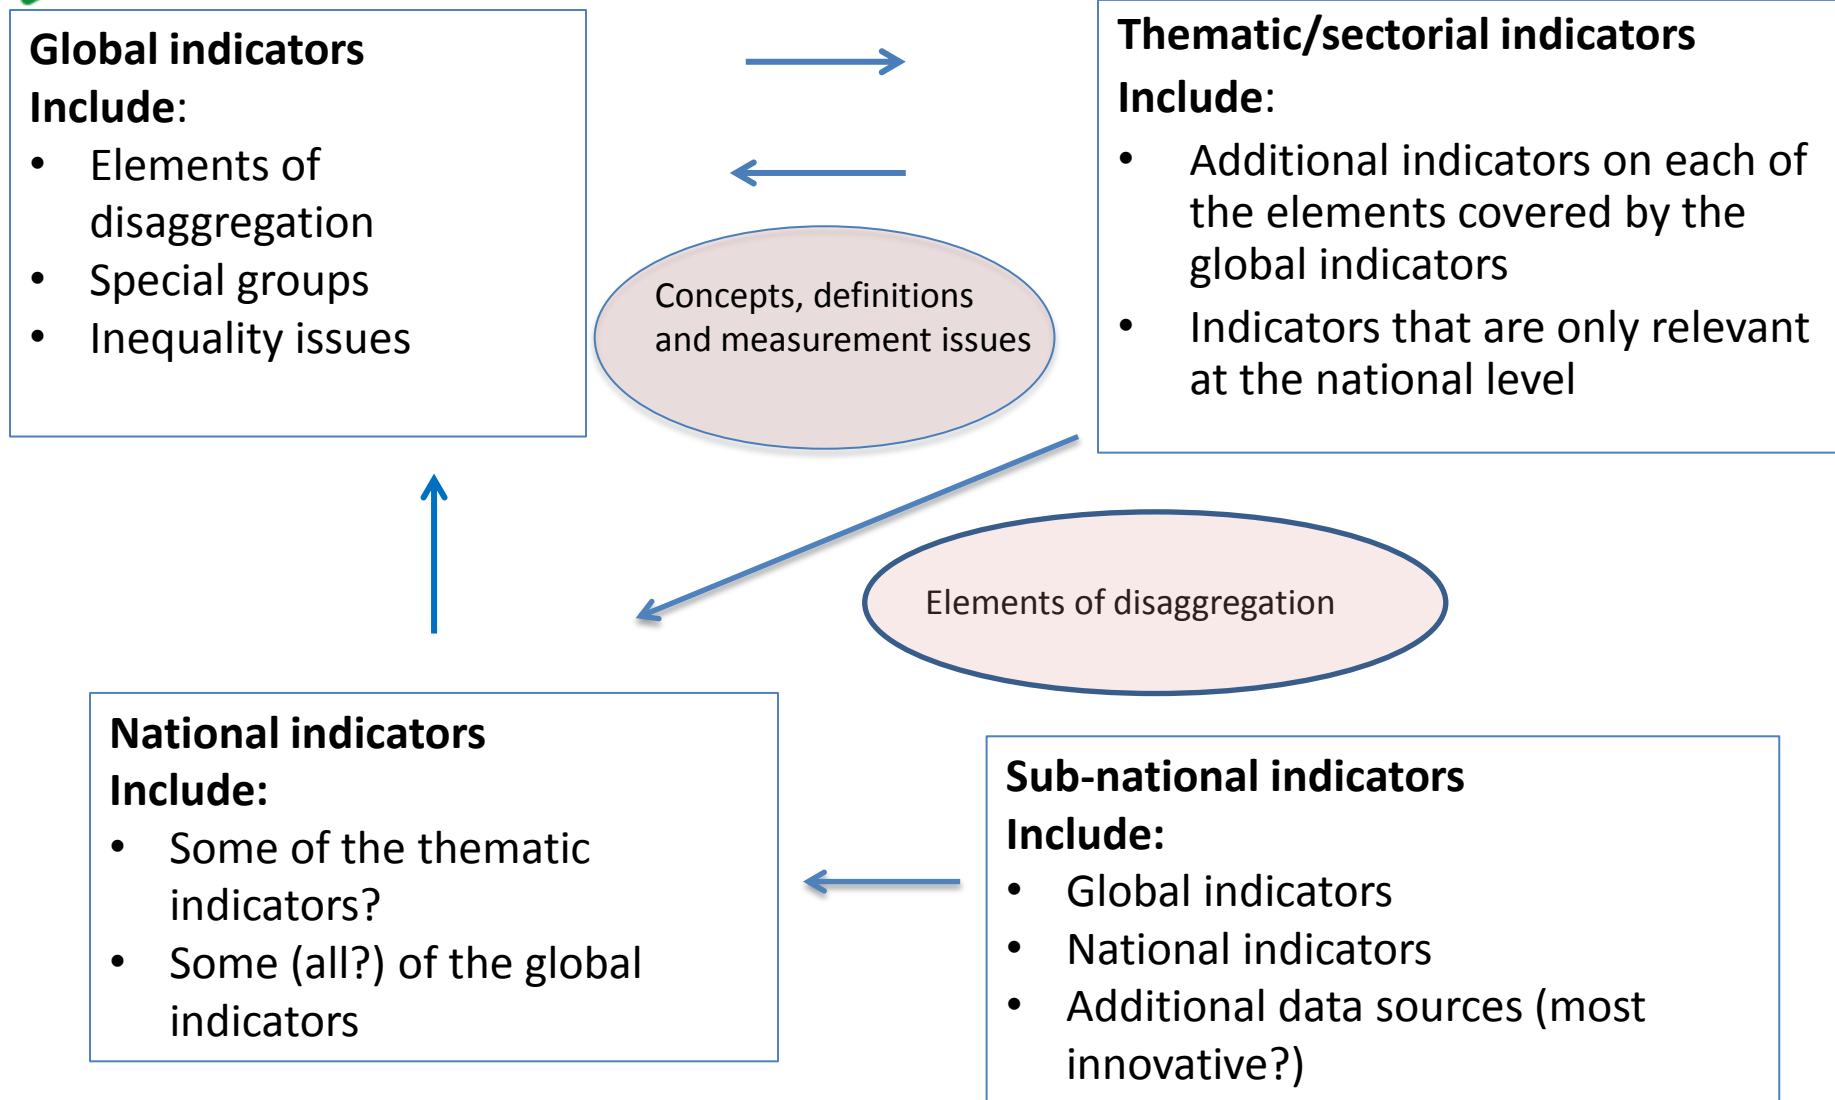 Global indicators
Include:
• Elements of
disaggregation
• Special groups
• Inequality issues
Thematic/sectorial indicators
Include:
• Additional indicators on each of
the elements covered by the
global indicators
• Indicators that are only relevant
at the national level
Concepts, definitions
and measurement issues
Elements of disaggregation
National indicators
Include:
• Some of the thematic
indicators?
• Some (all?) of the global
indicators
Sub-national indicators
Include:
• Global indicators
• National indicators
• Additional data sources (most
innovative?)